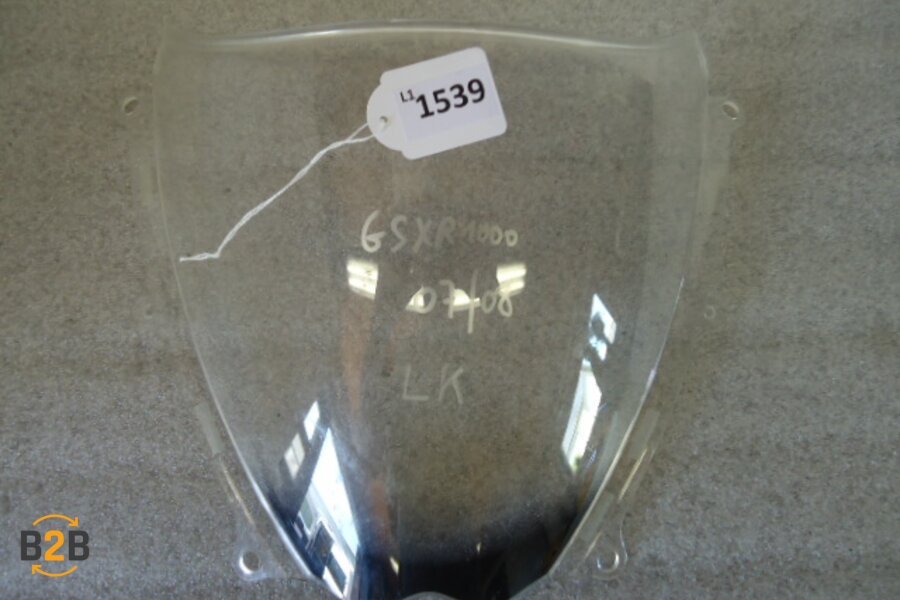 L1 1539
GSXR1000
07/08
LK
B2B